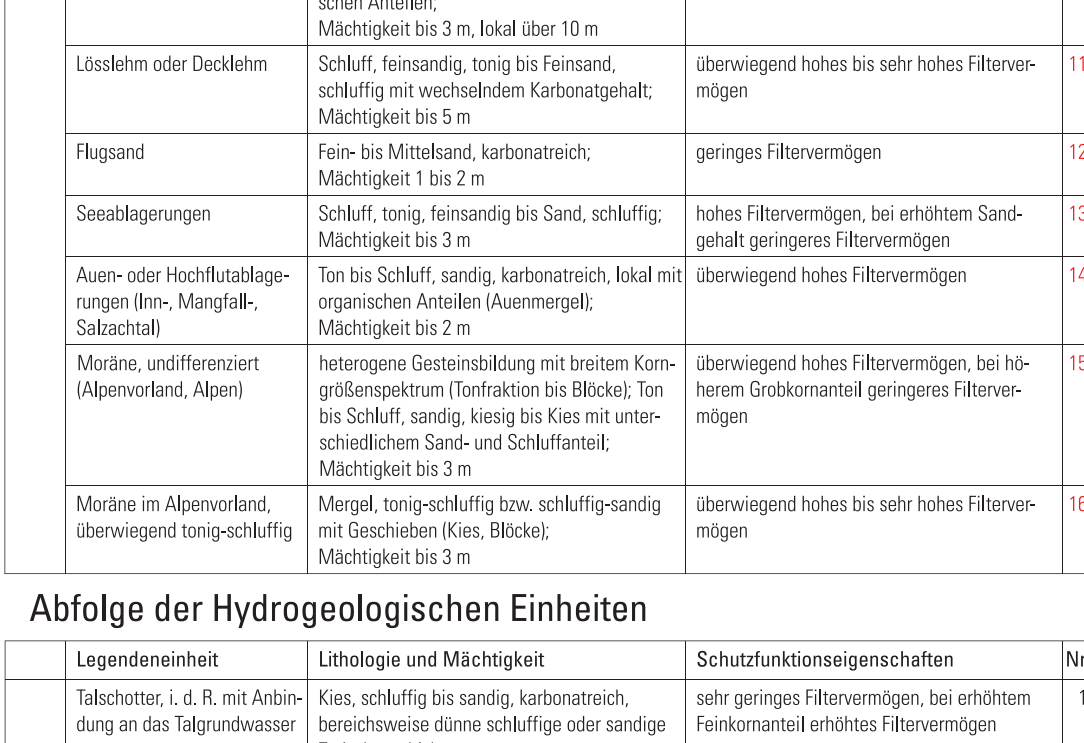 schen Anteilen;
Mächtigkeit bis 3 m, lokal über 10 m
Lösslehm oder Decklehm
Schluff, feinsandig, tonig bis Feinsand,
schluffig mit wechselndem Karbonatgehalt;
Mächtigkeit bis 5 m
überwiegend hohes bis sehr hohes Filterver-
mögen
11
Flugsand
Fein- bis Mittelsand, karbonatreich;
Mächtigkeit 1 bis 2 m
geringes Filtervermögen
12
Seeablagerungen
Schluff, tonig, feinsandig bis Sand, schluffig;
Mächtigkeit bis 3 m
hohes Filtervermögen, bei erhöhtem Sand-
gehalt geringeres Filtervermögen
13
Auen- oder Hochflutablage-
rungen (Inn-, Mangfall-,
Salzachtal)
Ton bis Schluff, sandig, karbonatreich, lokal mit
organischen Anteilen (Auenmergel);
Mächtigkeit bis 2 m
überwiegend hohes Filtervermögen
14
Moräne, undifferenziert
(Alpenvorland, Alpen)
heterogene Gesteinsbildung mit breitem Korn-
größenspektrum (Tonfraktion bis Blöcke); Ton
bis Schluff, sandig, kiesig bis Kies mit unter-
schiedlichem Sand- und Schluffanteil;
Mächtigkeit bis 3 m
überwiegend hohes Filtervermögen, bei hö-
herem Grobkornanteil geringeres Filterver-
mögen
15
Moräne im Alpenvorland,
überwiegend tonig-schluffig
Mergel, tonig-schluffig bzw. schluffig-sandig
mit Geschieben (Kies, Blöcke);
Mächtigkeit bis 3 m
überwiegend hohes bis sehr hohes Filterver-
mögen
16
Abfolge der Hydrogeologischen Einheiten
Legendeneinheit
Lithologie und Mächtigkeit
Schutzfunktionseigenschaften
Nr
Talschotter, i. d. R. mit Anbin-
dung an das Talgrundwasser
Kies, schluffig bis sandig, karbonatreich,
bereichsweise dünne schluffige oder sandige
sehr geringes Filtervermögen, bei erhöhtem
Feinkornanteil erhöhtes Filtervermögen
1